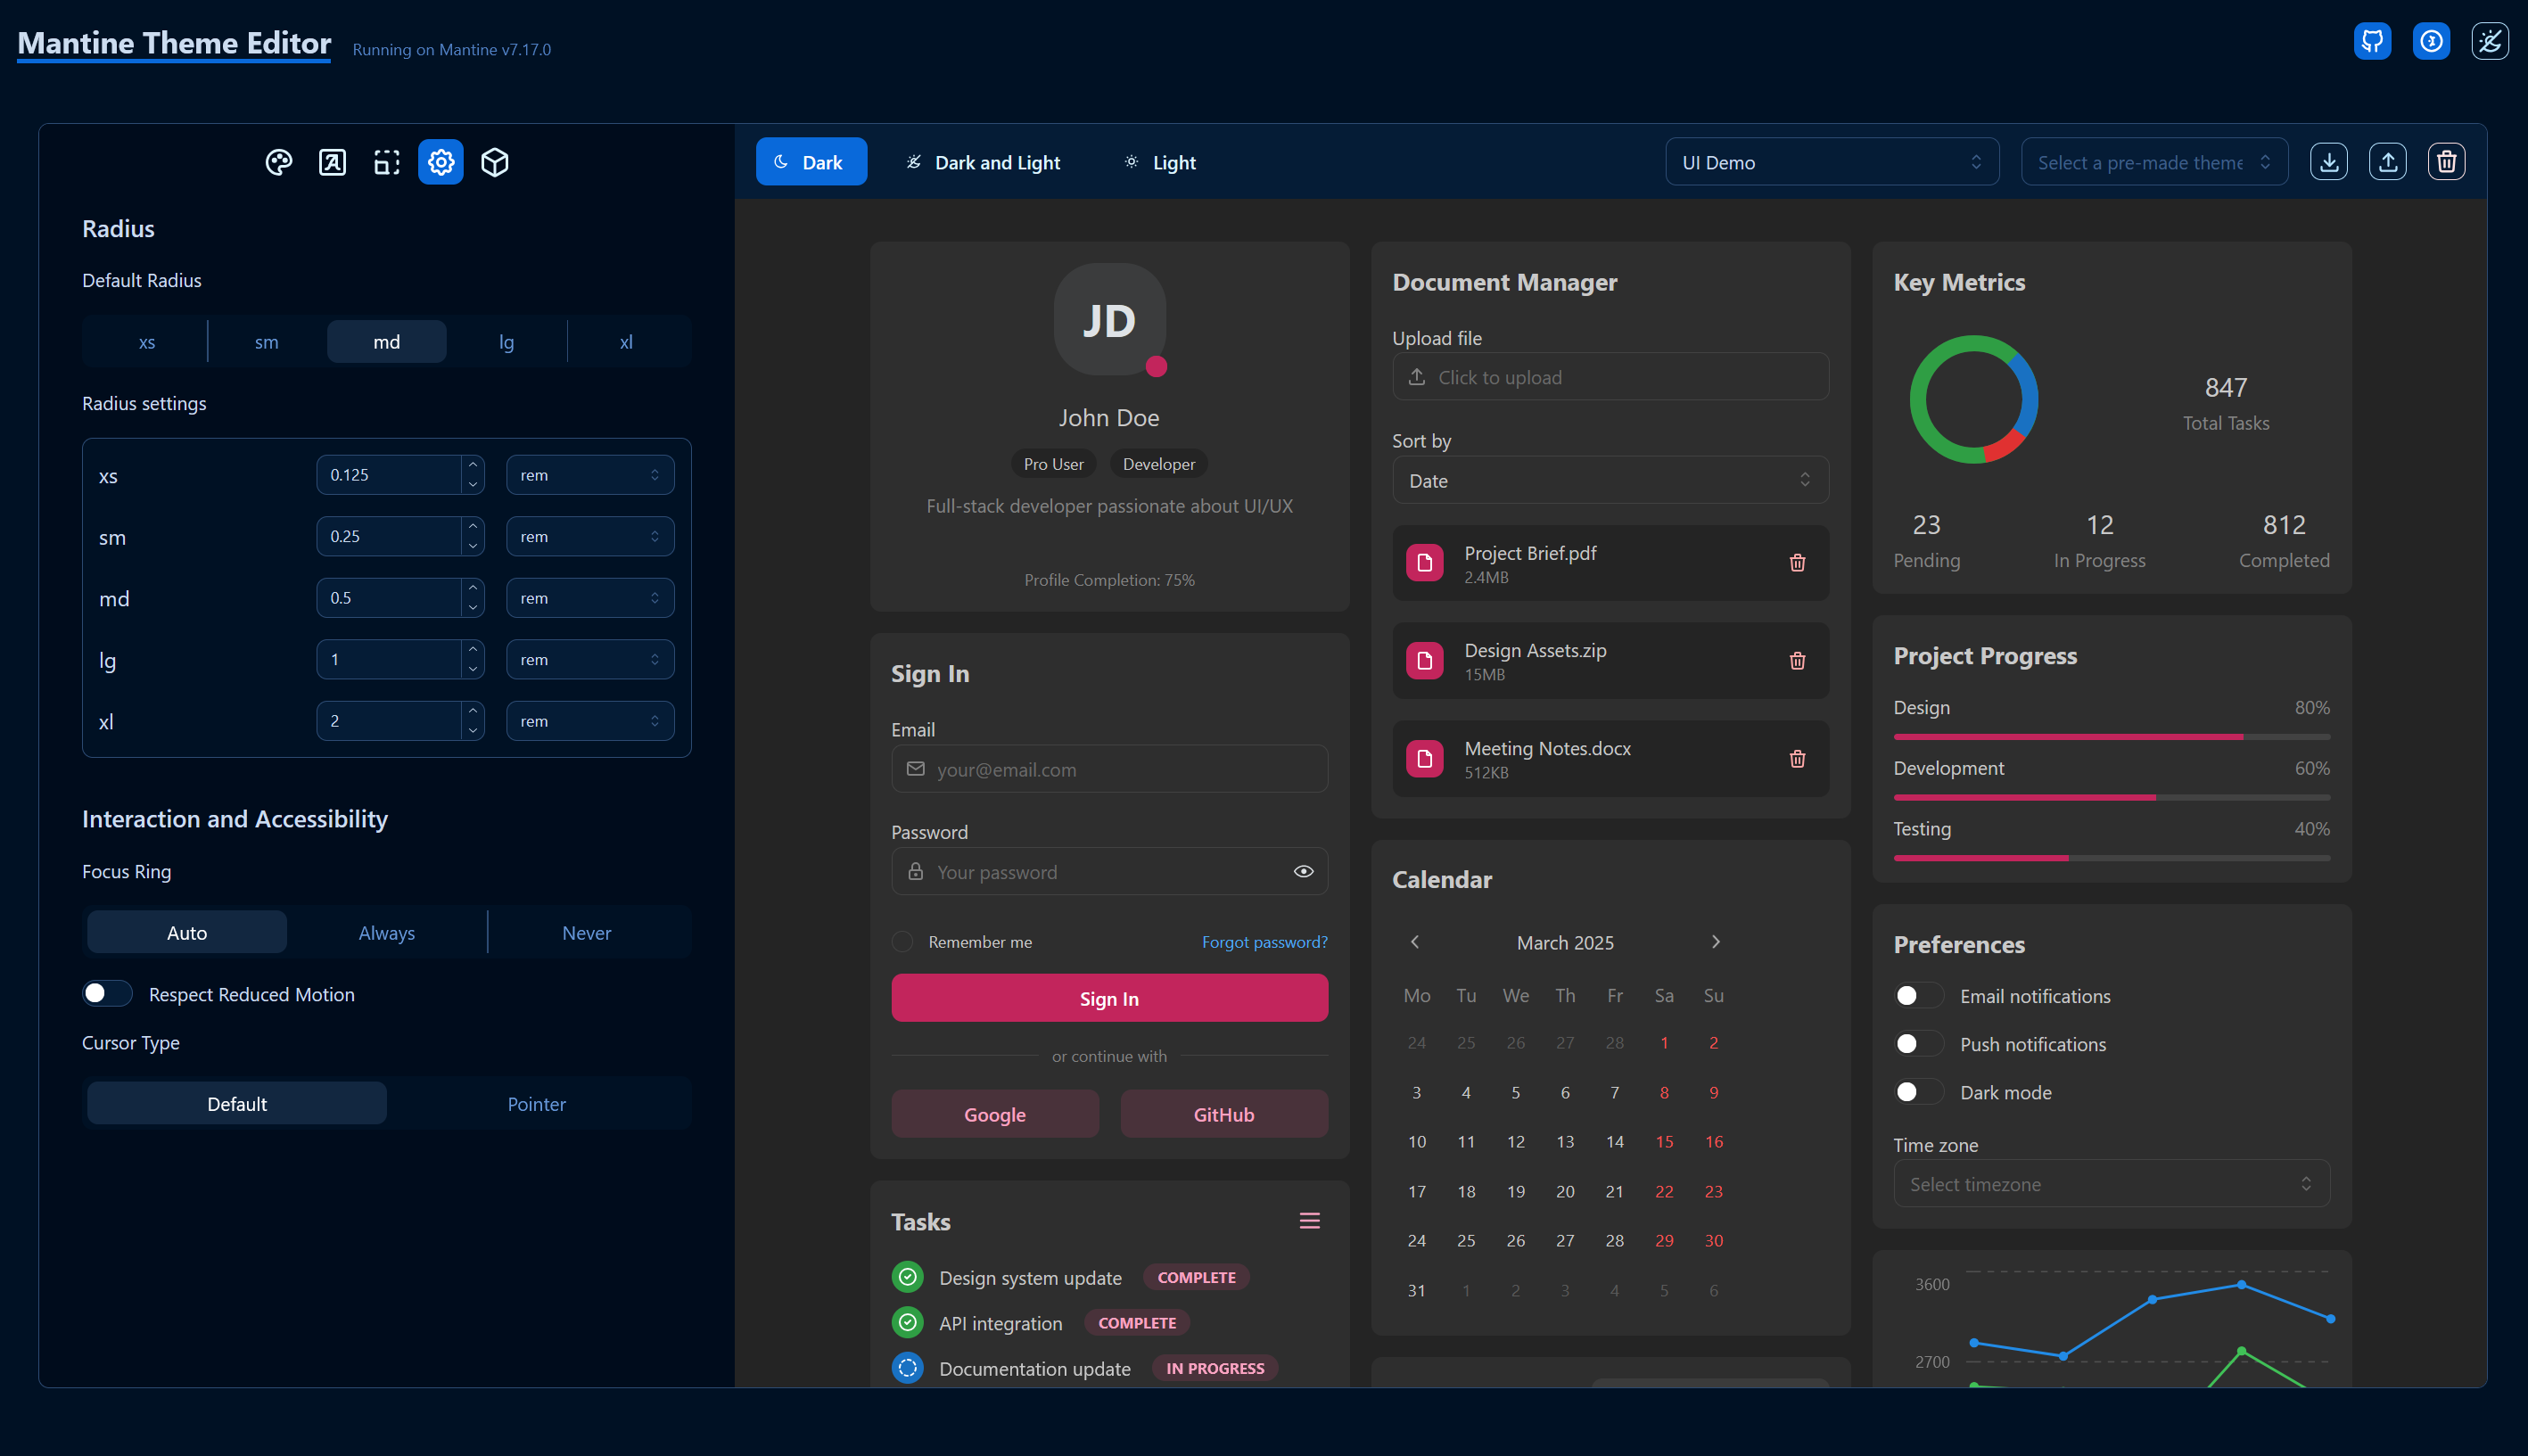 Mantine Theme Editor
Running on Mantine v7.17.0
Radius
Default Radius
xs
sm
md
lg
xl
Radius settings
xs
0.125
rem
sm
0.25
rem
md
0.5
rem
lg
1
rem
xl
2
rem
Interaction and Accessibility
Focus Ring
Auto
Always
Never
Respect Reduced Motion
Cursor Type
Default
Pointer
Dark
Dark and Light
Light
UI Demo
Select a pre-made theme
JD
John Doe
Pro User
Developer
Full-stack developer passionate about UI/UX
Profile Completion: 75%
Sign In
Email
your@email.com
Password
Your password
Remember me
Forgot password?
Sign In
or continue with
Google
GitHub
Tasks
Design system update
COMPLETE
API integration
COMPLETE
Documentation update
IN PROGRESS
Document Manager
Upload file
Click to upload
Sort by
Date
Project Brief.pdf
2.4MB
Design Assets.zip
15MB
Meeting Notes.docx
512KB
Calendar
March 2025
Mo Tu We Th Fr Sa Su
24 25 26 27 28 1 2
3 4 5 6 7 8 9
10 11 12 13 14 15 16
17 18 19 20 21 22 23
24 25 26 27 28 29 30
31 1 2 3 4 5 6
Key Metrics
847
Total Tasks
23
Pending
12
In Progress
812
Completed
Project Progress
Design
80%
Development
60%
Testing
40%
Preferences
Email notifications
Push notifications
Dark mode
Time zone
Select timezone
3600
2700